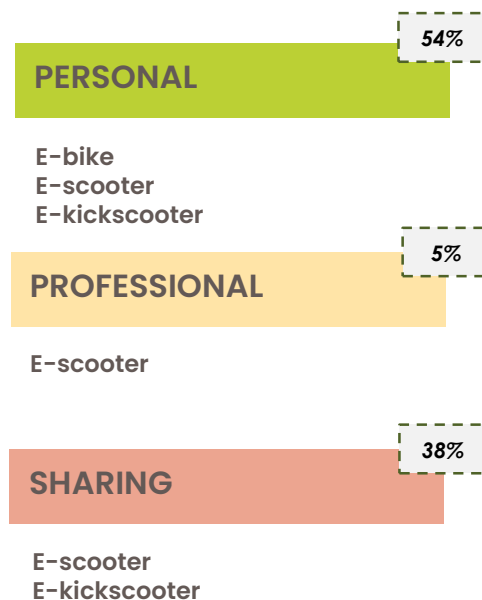 54%
PERSONAL
E-bike
E-scooter
E-kickscooter
5%
PROFESSIONAL
E-scooter
38%
SHARING
E-scooter
E-kickscooter